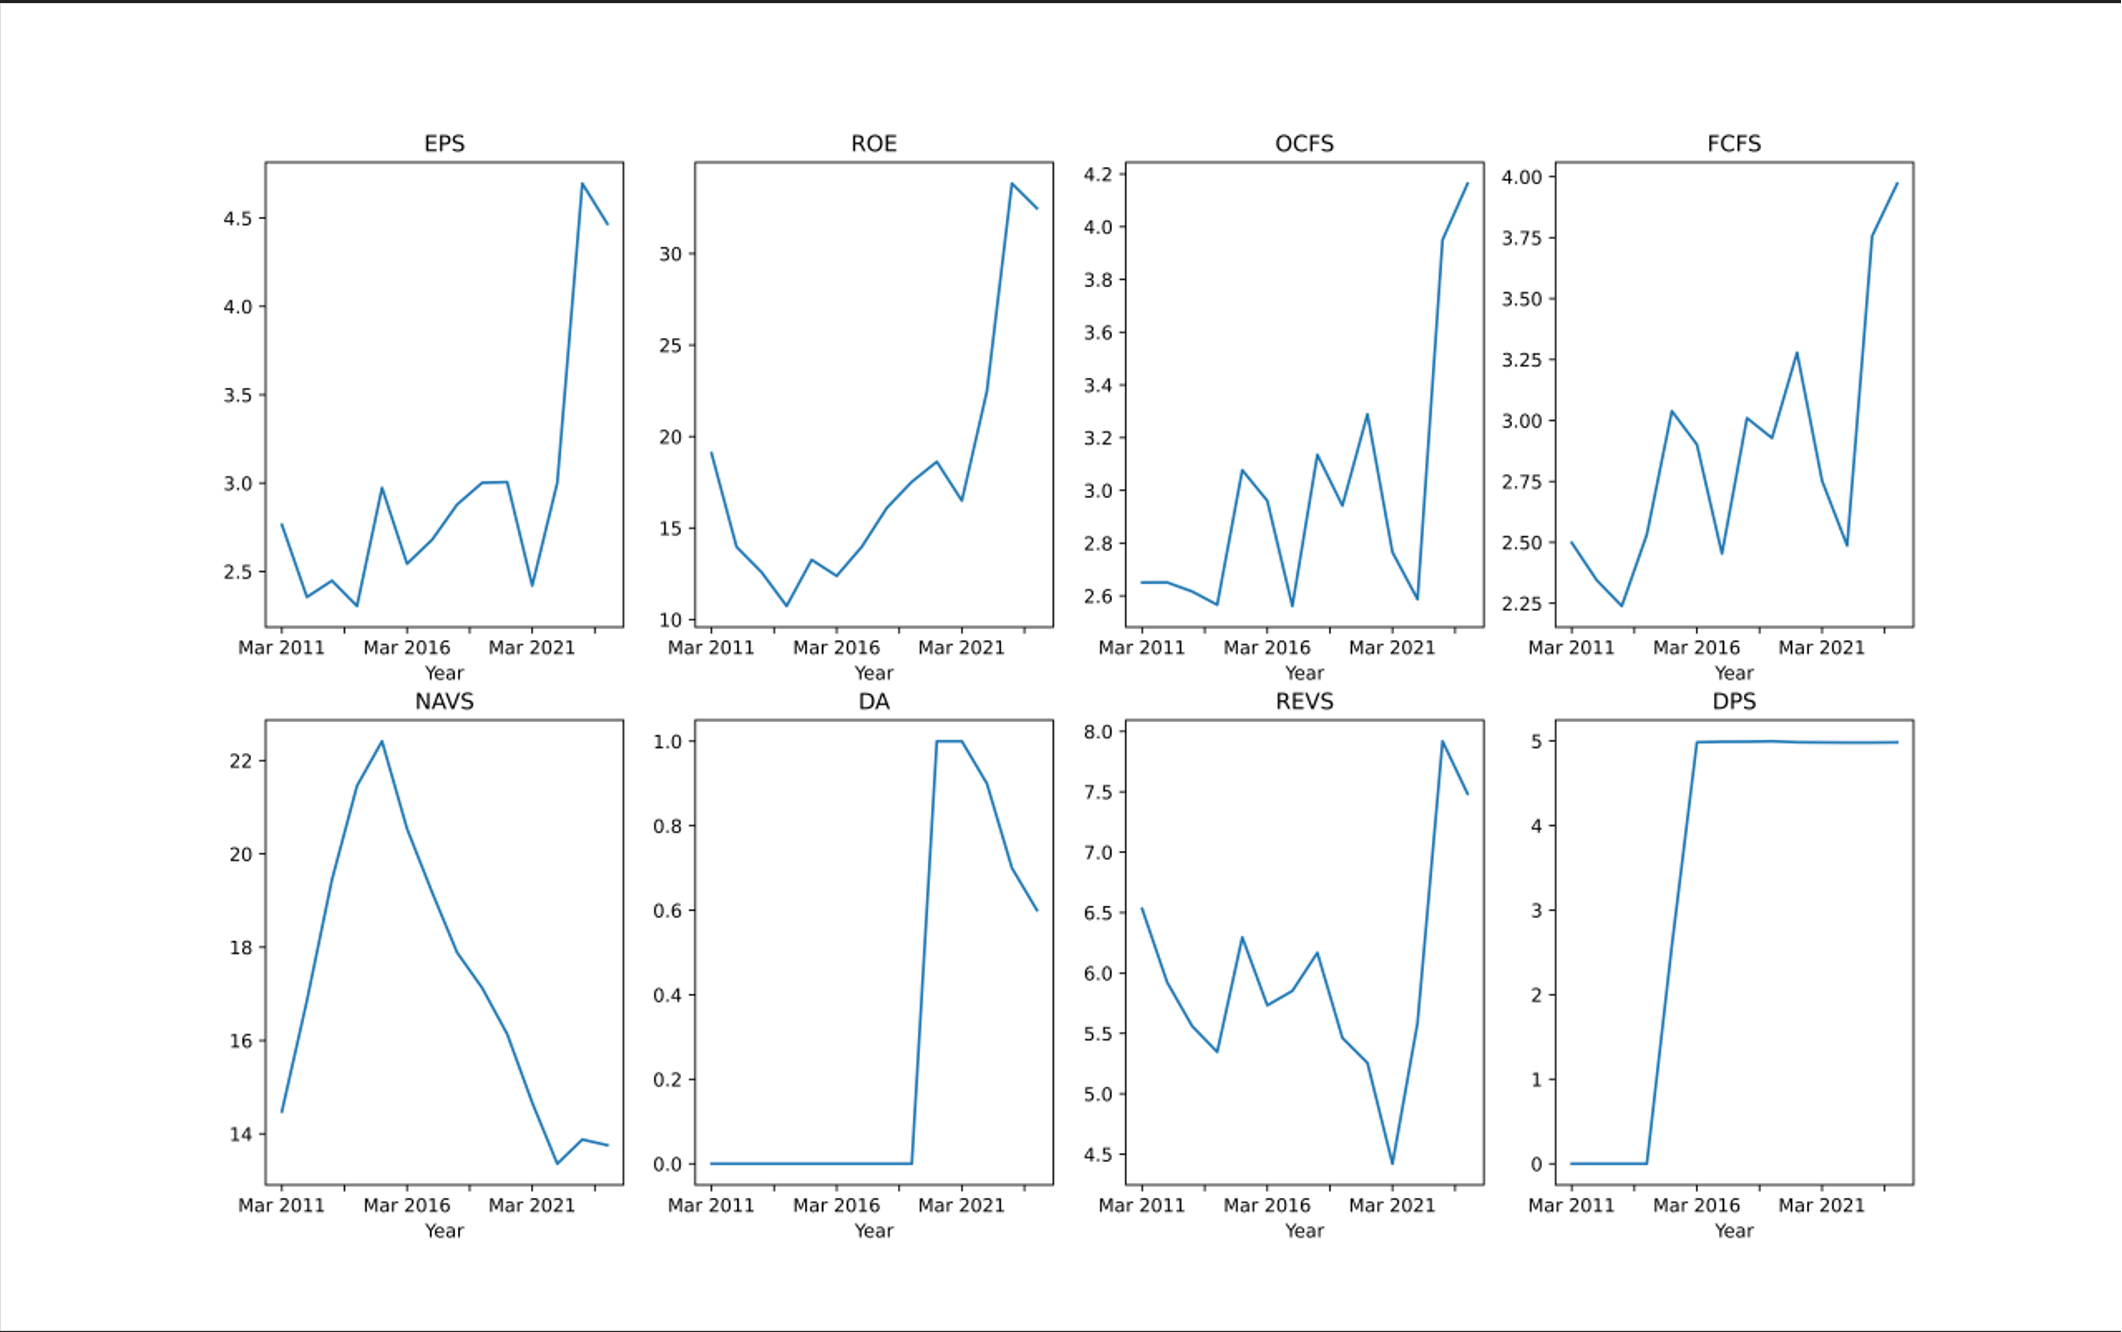 EPS ROE OCFS FCFS
4.5
4.0
3.5
3.0
2.5
Mar 2011 Mar 2016 Mar 2021
Year
30
25
20
15
10
Mar 2011 Mar 2016 Mar 2021
Year
4.2
4.0
3.8
3.6
3.4
3.2
3.0
2.8
2.6
Mar 2011 Mar 2016 Mar 2021
Year
4.00
3.75
3.50
3.25
3.00
2.75
2.50
2.25
Mar 2011 Mar 2016 Mar 2021
Year
NAVS DA REVS DPS
22
20
18
16
14
Mar 2011 Mar 2016 Mar 2021
Year
1.0
0.8
0.6
0.4
0.2
0.0
Mar 2011 Mar 2016 Mar 2021
Year
8.0
7.5
7.0
6.5
6.0
5.5
5.0
4.5
Mar 2011 Mar 2016 Mar 2021
Year
5
4
3
2
1
0
Mar 2011 Mar 2016 Mar 2021
Year